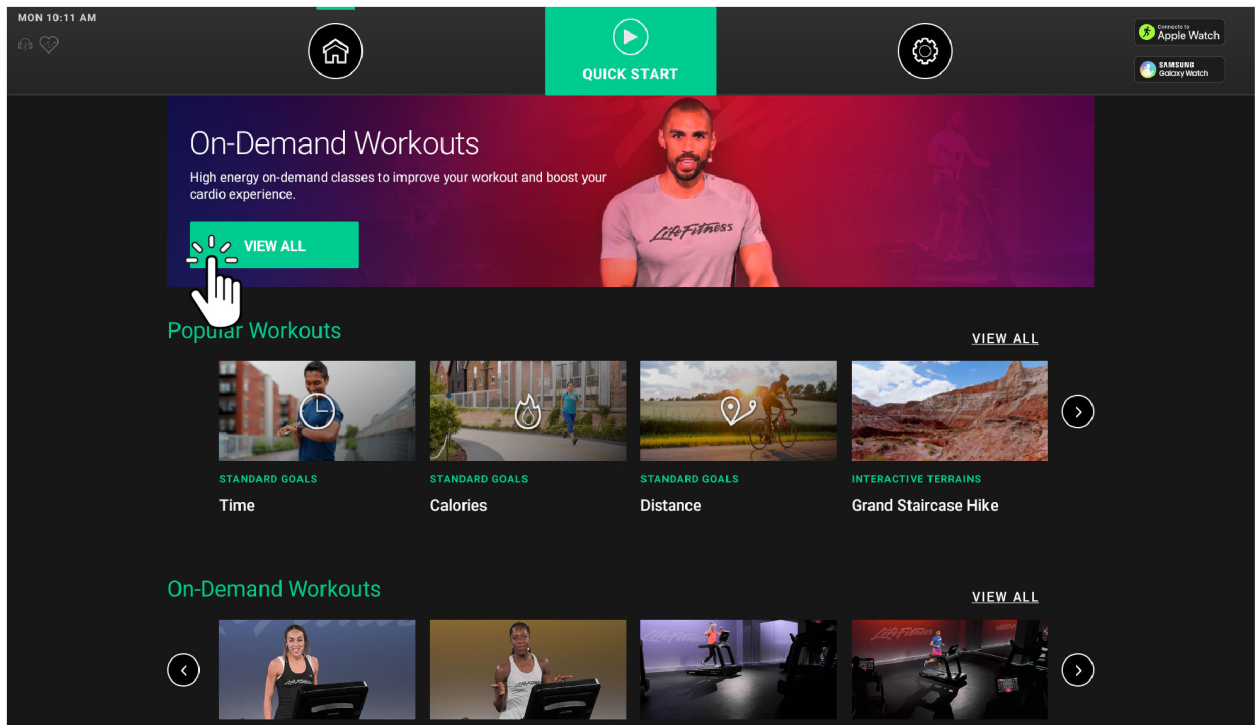 MON 10:11 AM
QUICK START
Connects to
Apple Watch
SAMSUNG
Galaxy Watch
On-Demand Workouts
High energy on-demand classes to improve your workout and boost your
cardio experience.
LifeFitness
VIEW ALL
Popular Workouts
VIEW ALL
STANDARD GOALS
STANDARD GOALS
STANDARD GOALS
INTERACTIVE TERRAINS
Time
Calories
Distance
Grand Staircase Hike
On-Demand Workouts
VIEW ALL
LifeFitness
LifeFitness